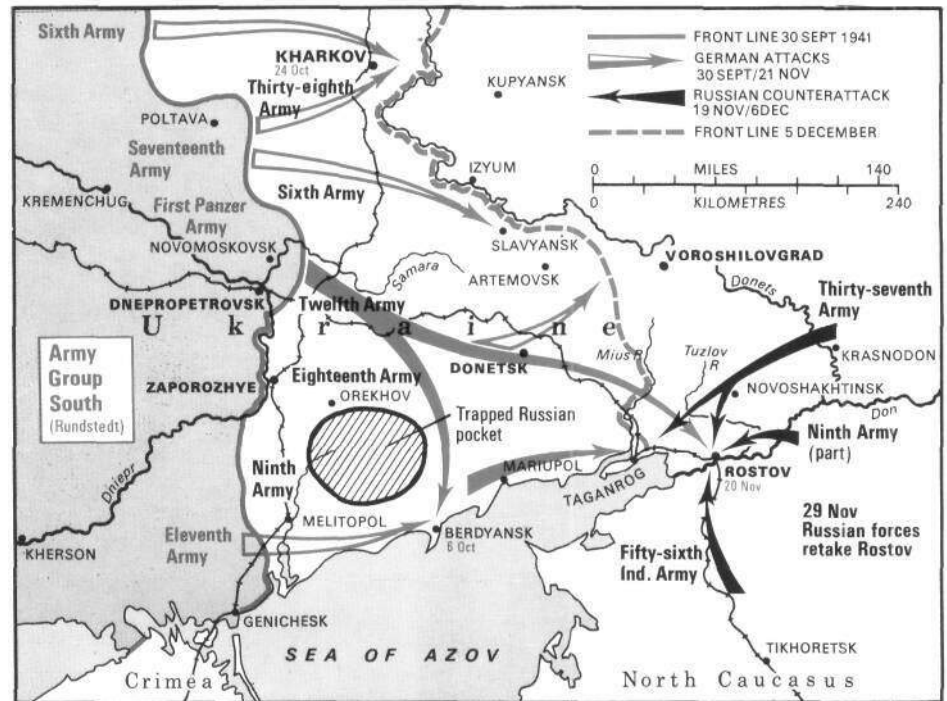 Sixth Army
KHARKOV
24 Oct
Thirty-eighth
Army
KUPYANSK
FRONT LINE 30 SEPT 1941
GERMAN ATTACKS
30 SEPT/21 NOV
RUSSIAN COUNTERATTACK
19 NOV/6DEC
FRONT LINE 5 DECEMBER
0 MILES 140
0 KILOMETRES 240
POLTAVA
Seventeenth
Army
IZYUM
Sixth Army
KREMENCHUG
First Panzer
Army
NOVOMOSKOVSK
SLAVYANSK
ARTEMOVSK
Samara
VOROSHILOVGRAD
Donets
DNEPROPETROVSK
Twelfth Army
Ukraine
Thirty-seventh
Army
Army
Group
South
(Rundstedt)
ZAPOROZHYE
Eighteenth Army
OREKHOV
DONETSK
Mius R
Tuzlov
R
KRASNODON
NOVOSHAKHTINSK
Don
Trapped Russian
pocket
Ninth
Army
Dniepr
MARIUPOL
TAGANROG
ROSTOV
20 Nov
Ninth Army
(part)
MELITOPOL
Eleventh
Army
BERDYANSK
6 Oct
KHERSON
29 Nov
Russian forces
retake Rostov
Fifty-sixth
Ind. Army
GENICHESK
SEA OF AZOV
TIKHORETSK
Crimea
North Caucasus